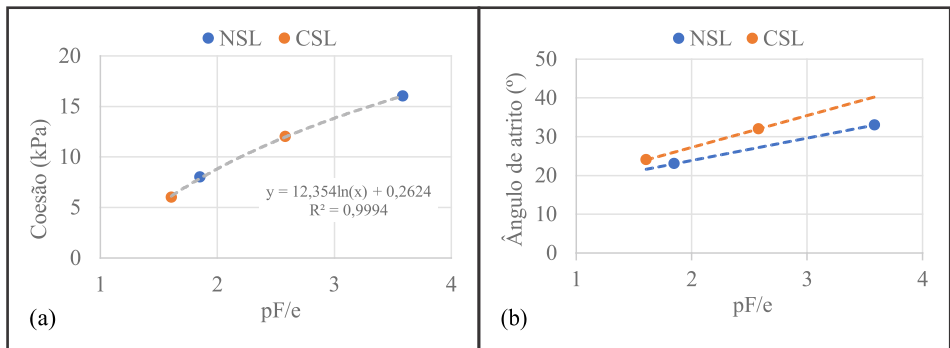 NSL CSL
20
15
10
5
0
Coesão (kPa)
y = 12,354ln(x) + 0,2624
R² = 0,9994
1 2 3 4
pF/e
(a)
NSL CSL
50
40
30
20
10
0
Ângulo de atrito (º)
1 2 3 4
pF/e
(b)